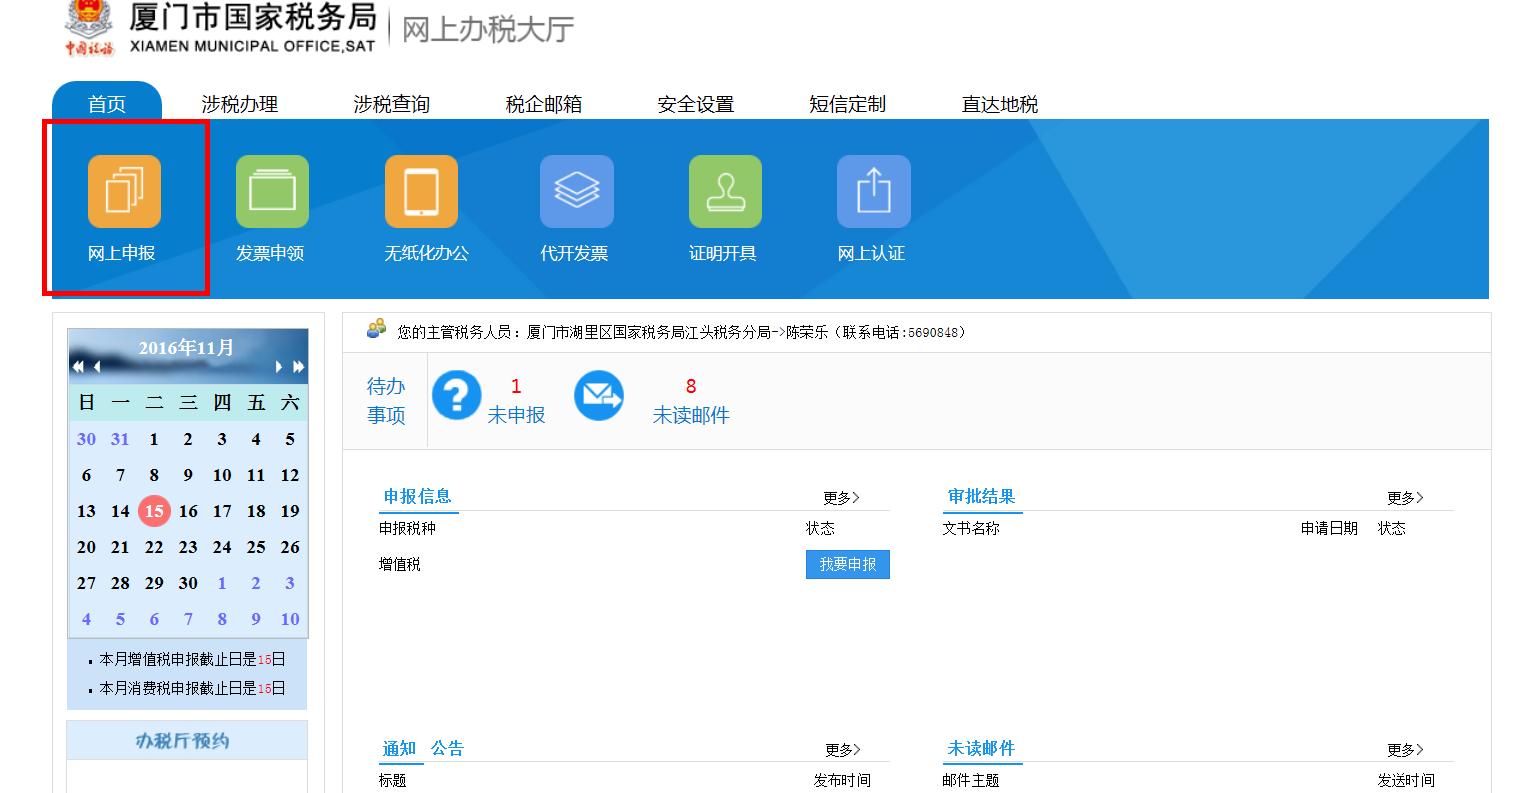 厦门市国家税务局
XIAMEN MUNICIPAL OFFICE,SAT
中国税务
网上办税大厅
首页 涉税办理 涉税查询 税企邮箱 安全设置 短信定制 直达地税
网上申报 发票申领 无纸化办公 代开发票 证明开具 网上认证
2016年11月
日 一 二 三 四 五 六
30 31 1 2 3 4 5
6 7 8 9 10 11 12
13 14 15 16 17 18 19
20 21 22 23 24 25 26
27 28 29 30 1 2 3
4 5 6 7 8 9 10
本月增值税申报截止日是15日
本月消费税申报截止日是15日
办税厅预约
您的主管税务人员：厦门市湖里区国家税务局江头税务分局->陈荣乐（联系电话:5690848）
待办
事项
1
未申报
8
未读邮件
申报信息 更多
申报税种 状态
增值税 我要申报
审批结果 更多
文书名称 申请日期 状态
通知 公告 更多
标题 发布时间
未读邮件 更多
邮件主题 发送时间